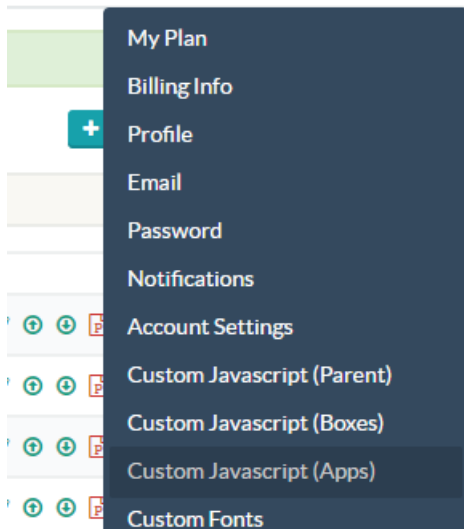 My Plan
Billing Info
Profile
Email
Password
Notifications
Account Settings
Custom Javascript (Parent)
Custom Javascript (Boxes)
Custom Javascript (Apps)
Custom Fonts